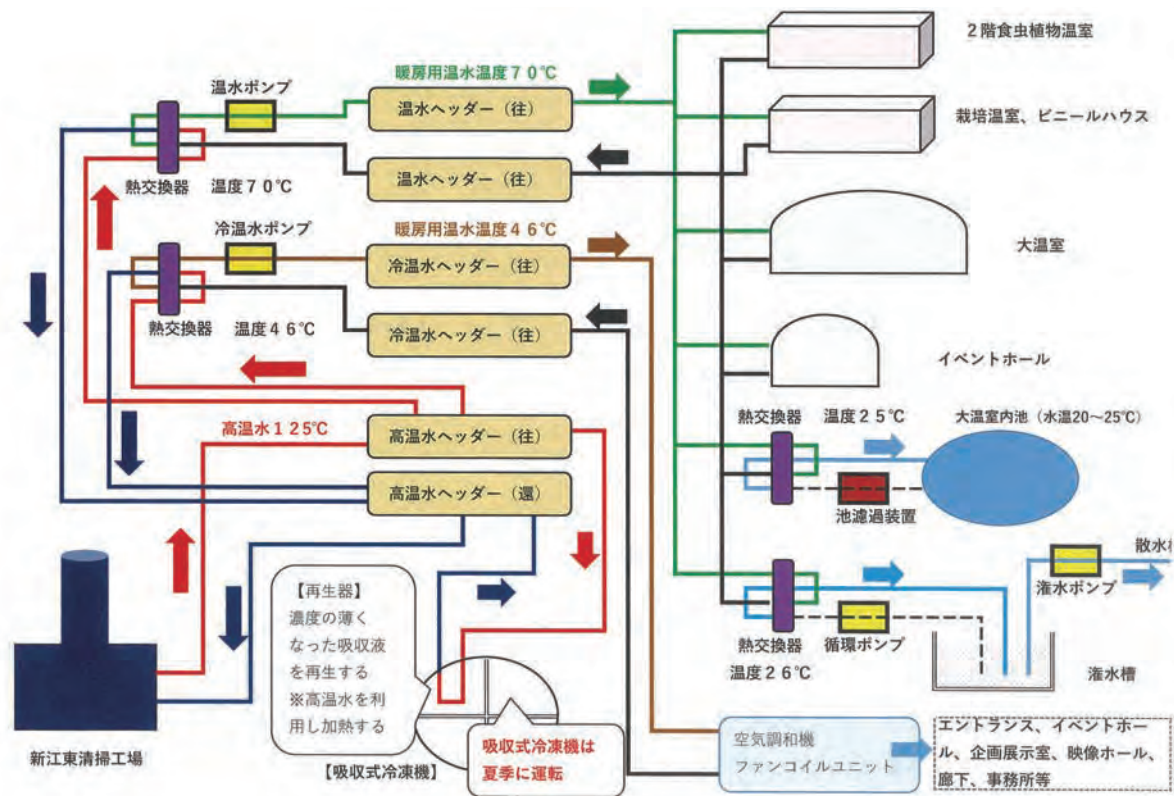 2階食虫植物温室
暖房用温水温度70℃
温水ポンプ
温水ヘッダー（往）
栽培温室、ビニールハウス
熱交換器
温度70℃
温水ヘッダー（往）
冷温水ポンプ
暖房用温水温度46℃
冷温水ヘッダー（往）
大温室
熱交換器
温度46℃
冷温水ヘッダー（往）
イベントホール
高温水125℃
高温水ヘッダー（往）
熱交換器
温度25℃
大温室内池（水温20～25℃）
高温水ヘッダー（還）
池濾過装置
散水
潅水ポンプ
【再生器】
濃度の薄く
なった吸収液
を再生する
※高温水を利
用し加熱する
熱交換器
循環ポンプ
温度26℃
潅水槽
新江東清掃工場
【吸収式冷凍機】
吸収式冷凍機は
夏季に運転
空気調和機
ファンコイルユニット
エントランス、イベントホー
ル、企画展示室、映像ホール、
廊下、事務所等